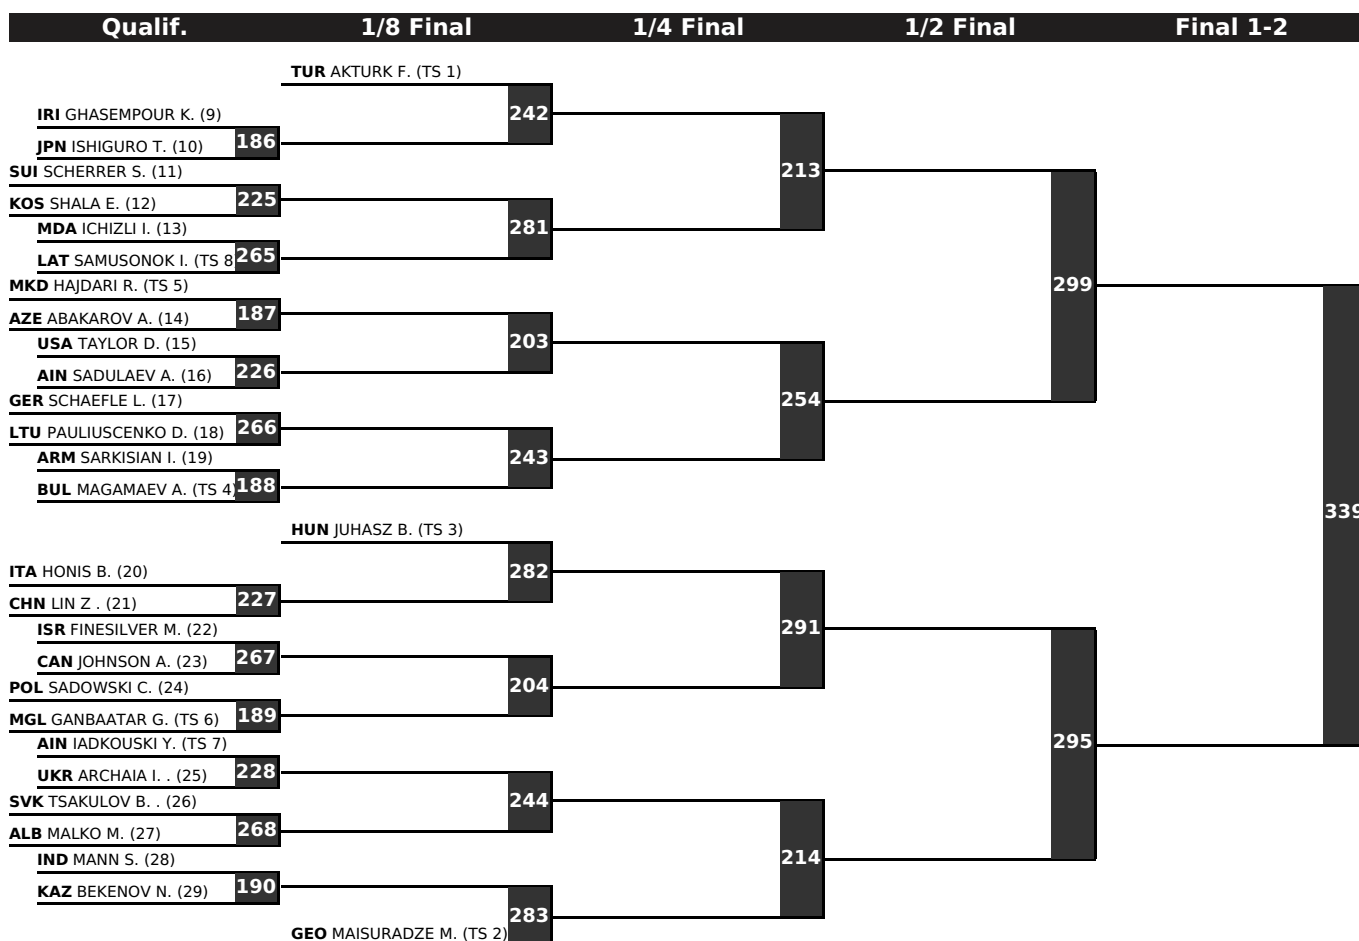 Qualif. 1/8 Final 1/4 Final 1/2 Final Final 1-2
TUR AKTURK F. (TS 1)
242
IRI GHASEMPOUR K. (9)
186
JPN ISHIGURO T. (10)
SUI SCHERRER S. (11)
213
225
KOS SHALA E. (12)
MDA ICHIZLI I. (13)
281
LAT SAMUSONOK I. (TS 8
265
MKD HAJDARI R. (TS 5)
299
AZE ABAKAROV A. (14)
187
USA TAYLOR D. (15)
203
AIN SADULAEV A. (16)
226
GER SCHAEFLE L. (17)
254
LTU PAULIUSCENKO D. (18)
266
ARM SARKISIAN I. (19)
243
BUL MAGAMAEV A. (TS 4)
188
339
HUN JUHASZ B. (TS 3)
282
ITA HONIS B. (20)
227
CHN LIN Z . (21)
ISR FINESILVER M. (22)
291
CAN JOHNSON A. (23)
267
POL SADOWSKI C. (24)
204
MGL GANBAATAR G. (TS 6)
189
AIN IADKOUSKI Y. (TS 7)
295
UKR ARCHAIA I. . (25)
228
SVK TSAKULOV B. . (26)
244
ALB MALKO M. (27)
268
IND MANN S. (28)
214
KAZ BEKENOV N. (29)
190
283
GEO MAISURADZE M. (TS 2)